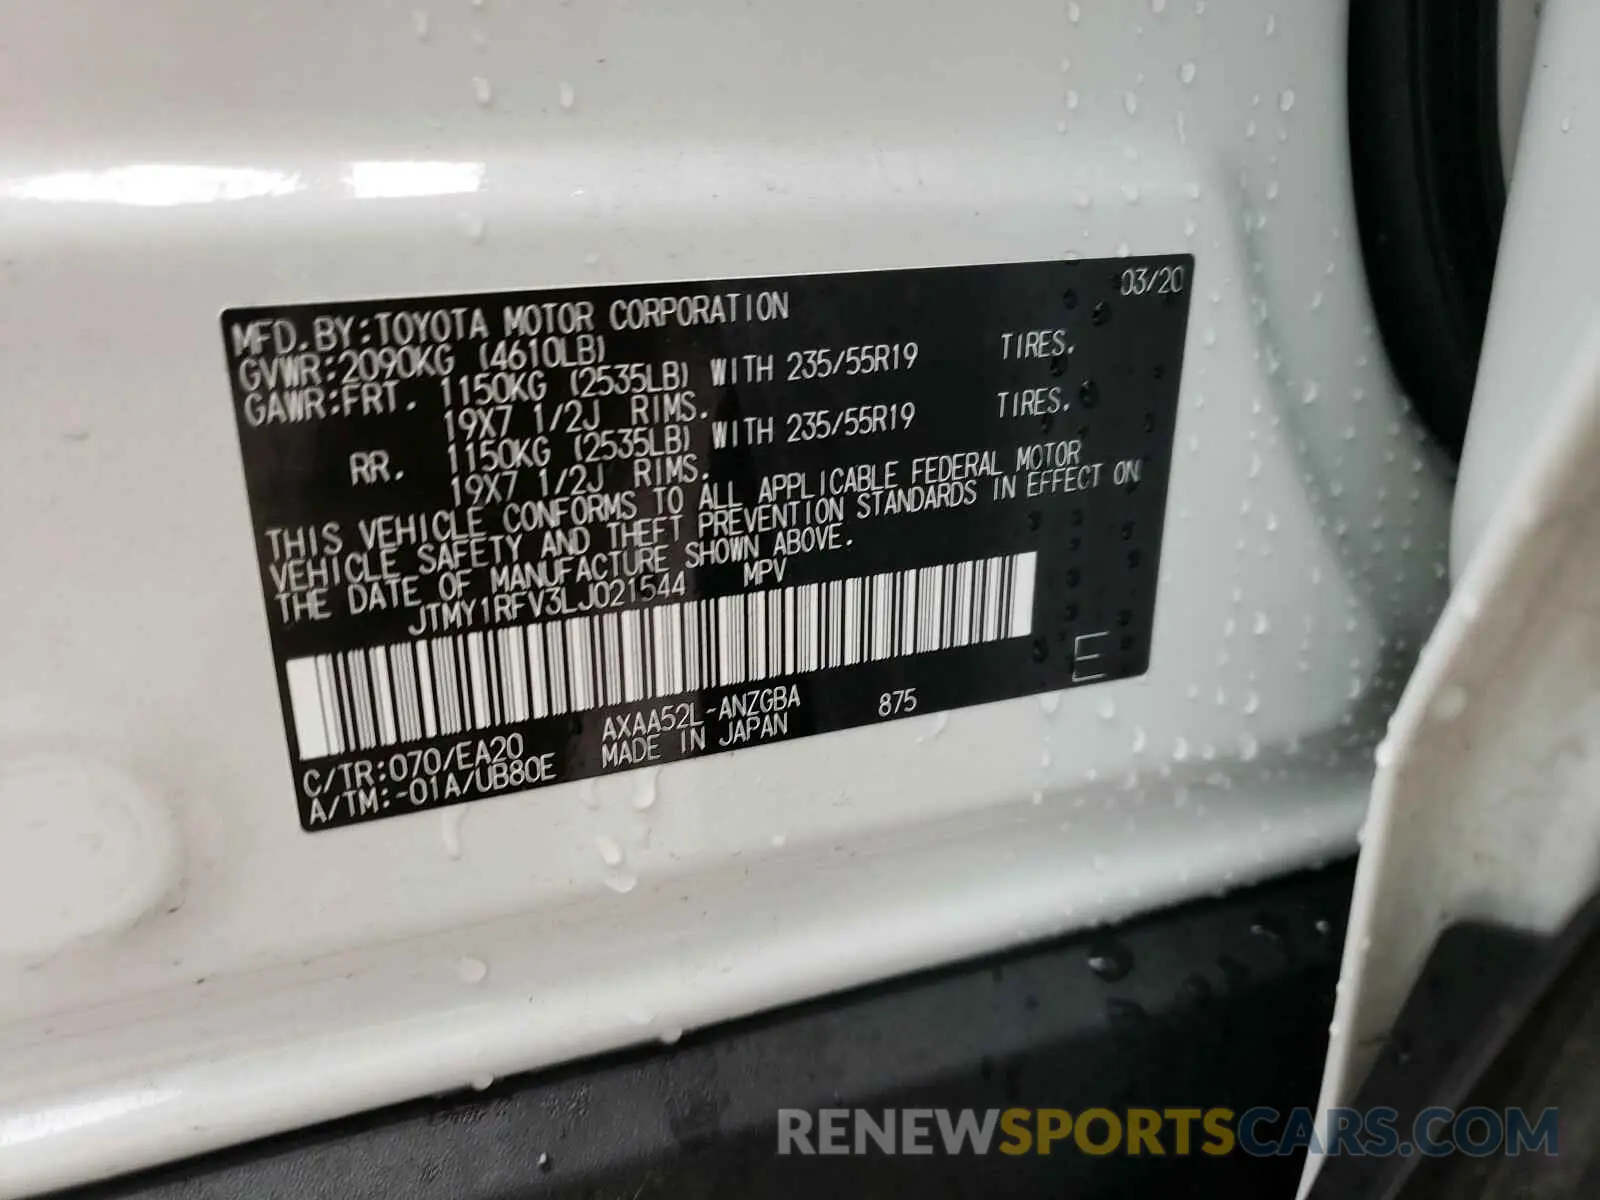 MFD.BY:TOYOTA MOTOR CORPORATION 03/20
GVWR:2090KG (4610LB)
GAWR:FRT. 1150KG (2535LB) WITH 235/55R19 TIRES.
19X7 1/2J RIMS.
RR. 1150KG (2535LB) WITH 235/55R19 TIRES.
19X7 1/2J RIMS.
THIS VEHICLE CONFORMS TO ALL APPLICABLE FEDERAL MOTOR
VEHICLE SAFETY AND THEFT PREVENTION STANDARDS IN EFFECT ON
THE DATE OF MANUFACTURE SHOWN ABOVE.
JTMY1RFV3LJ021544 MPV
E
C/TR:070/EA20 AXAA52L-ANZGBA 875
A/TM:-01A/UB80E MADE IN JAPAN
RENEWSPORTSCARS.COM